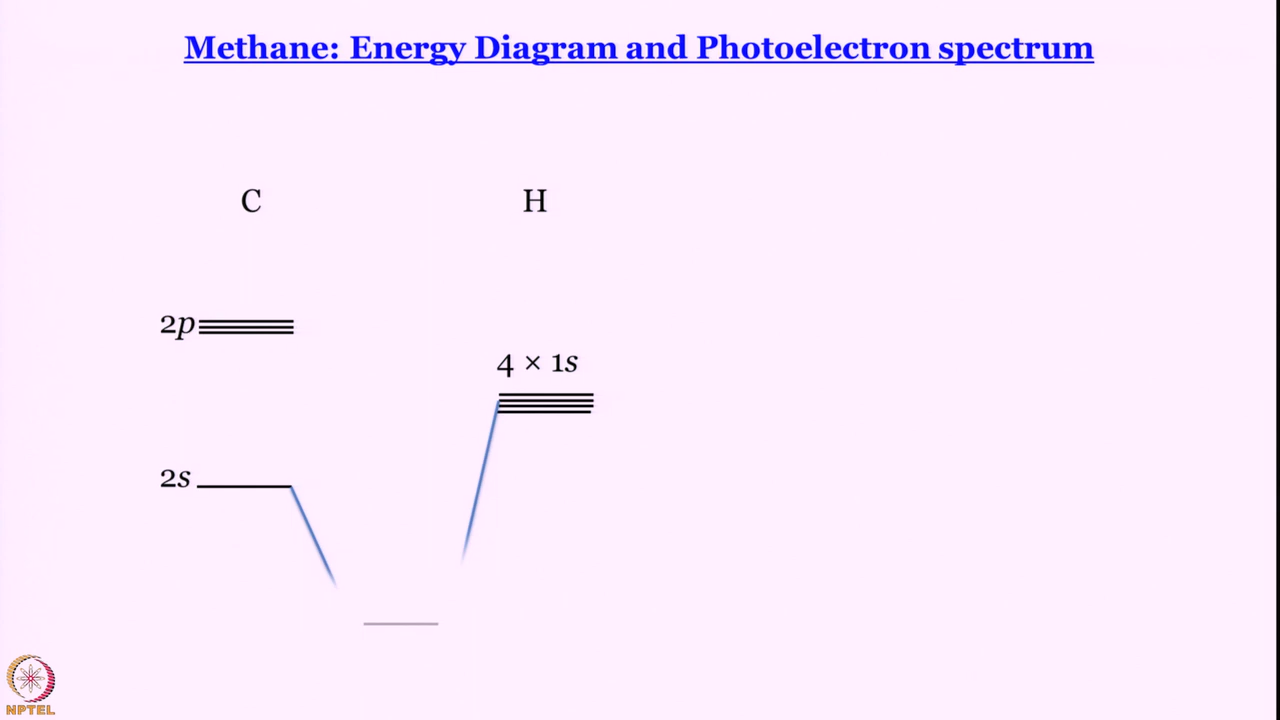 Methane: Energy Diagram and Photoelectron spectrum
C
H
2p
4 × 1s
2s
NPTEL